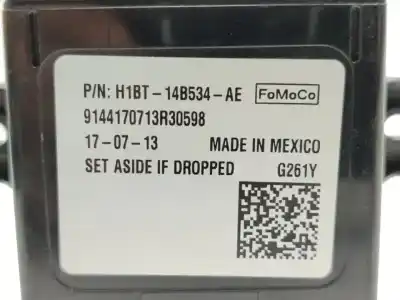 P/N: H1BT-14B534-AE FoMoCo
9144170713R30598
17-07-13 MADE IN MEXICO
SET ASIDE IF DROPPED G261Y